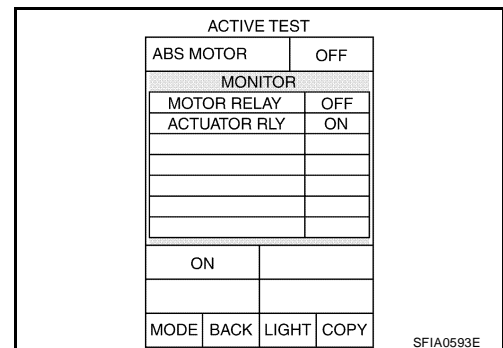 ACTIVE TEST
ABS MOTOR OFF
MONITOR
MOTOR RELAY OFF
ACTUATOR RLY ON
ON
MODE BACK LIGHT COPY
SFIA0593E